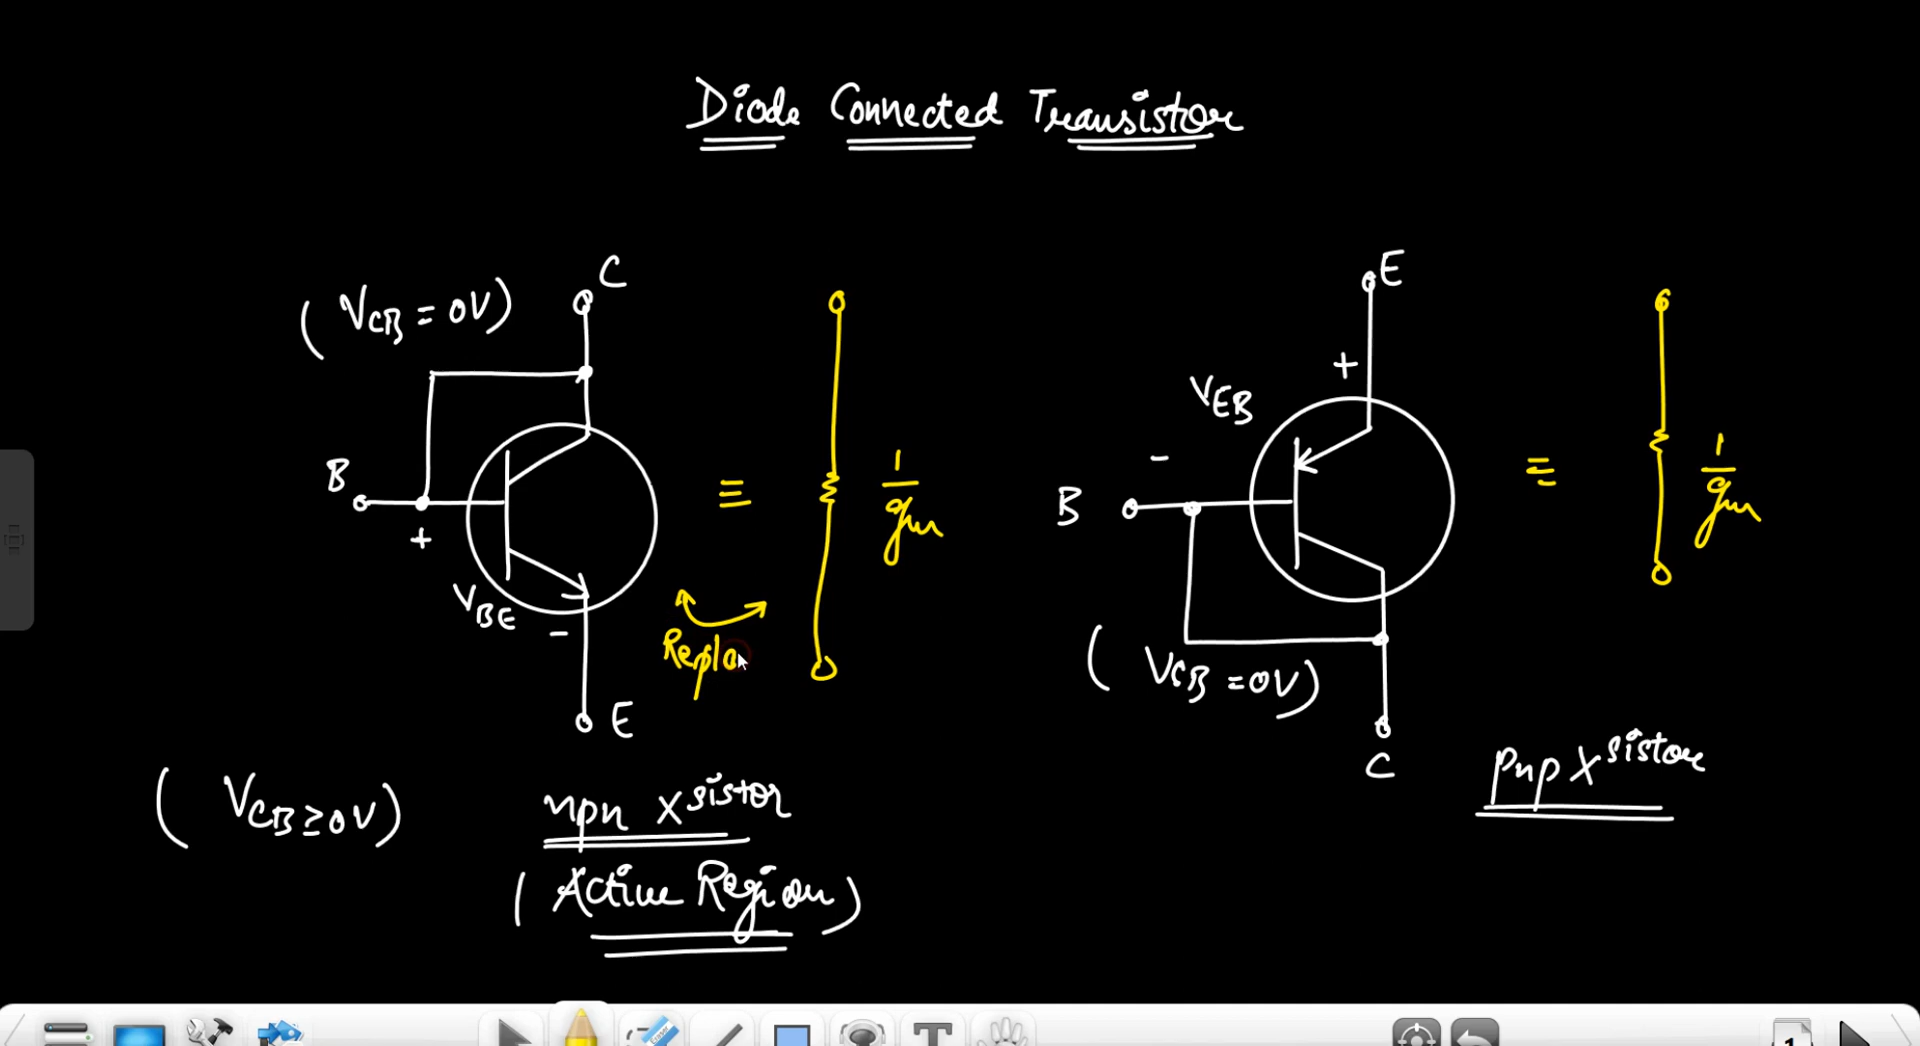 Diode Connected Transistor
C
(VCB = 0V)
B
+
VBE
-
E
≡
1/gm
Repla
(VCB ≥ 0V)
npn Xsistor
(Active Region)
E
+
VEB
-
B
(VCB = 0V)
C
≡
1/gm
pnp Xsistor
T
1